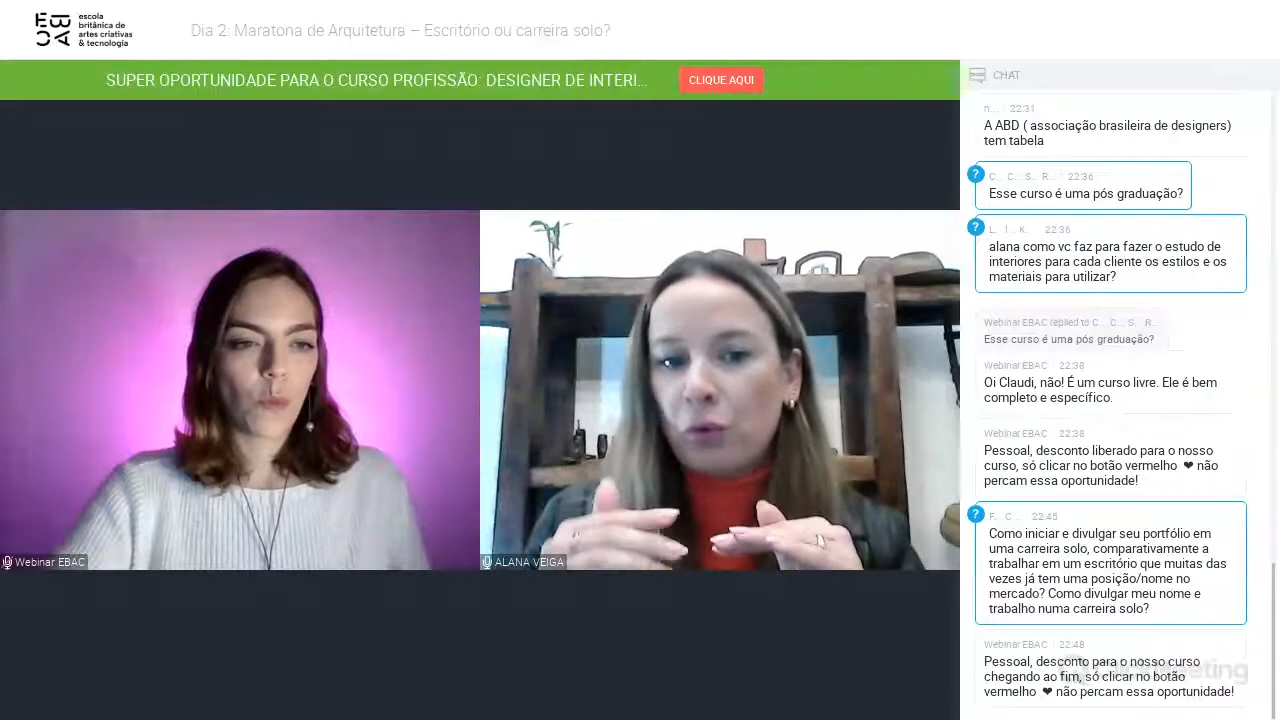 EBAC
escola
britânica de
artes criativas
& tecnologia
Dia 2: Maratona de Arquitetura – Escritório ou carreira solo?
SUPER OPORTUNIDADE PARA O CURSO PROFISSÃO: DESIGNER DE INTERI...
CLIQUE AQUI
CHAT
n... 22:31
A ABD ( associação brasileira de designers)
tem tabela
C... C... S... R... 22:36
Esse curso é uma pós graduação?
22:36
alana como vc faz para fazer o estudo de
interiores para cada cliente os estilos e os
materiais para utilizar?
Webinar EBAC replied to C... C... S... R...
Esse curso é uma pós graduação?
Webinar EBAC 22:38
Oi Claudi, não! É um curso livre. Ele é bem
completo e específico.
Webinar EBAC 22:38
Pessoal, desconto liberado para o nosso
curso, só clicar no botão vermelho ❤ não
percam essa oportunidade!
F... C... 22:45
Como iniciar e divulgar seu portfólio em
uma carreira solo, comparativamente a
trabalhar em um escritório que muitas das
vezes já tem uma posição/nome no
mercado? Como divulgar meu nome e
trabalho numa carreira solo?
Webinar EBAC 22:48
Pessoal, desconto para o nosso curso
chegando ao fim, só clicar no botão
vermelho ❤ não percam essa oportunidade!
Webinar EBAC
ALANA VEIGA